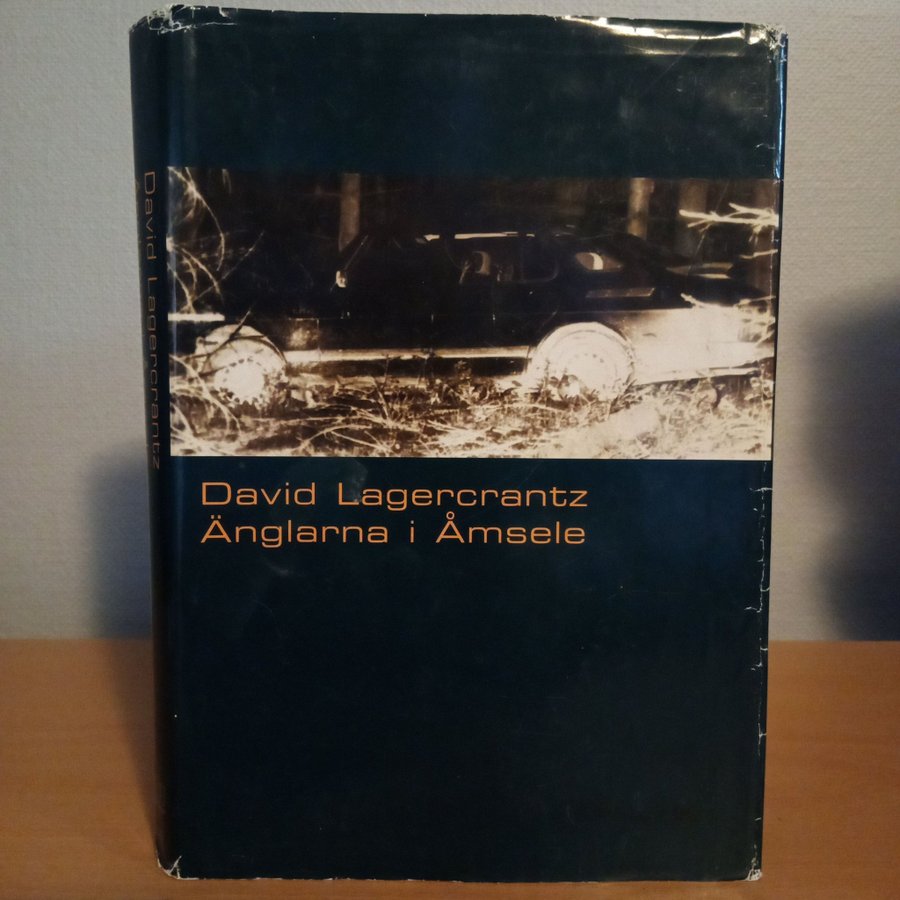 David Lagercrantz
David Lagercrantz
Änglarna i Åmsele